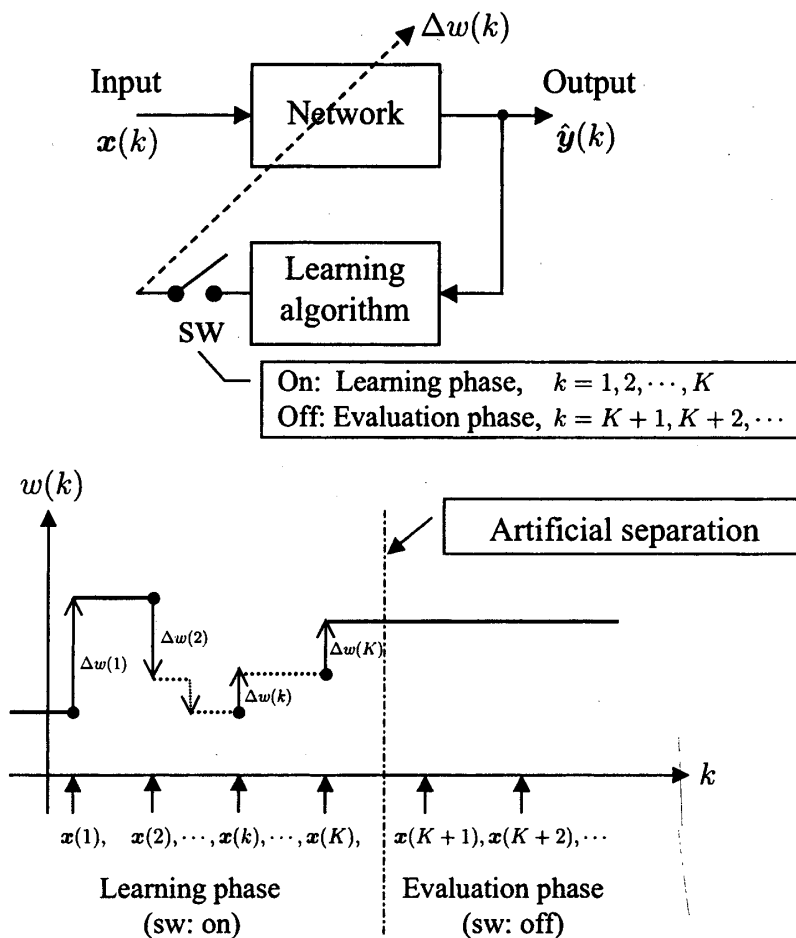 Δw(k)
Input
Output
Network
x(k)
ŷ(k)
Learning
algorithm
SW
On: Learning phase, k = 1, 2, ⋯, K
Off: Evaluation phase, k = K + 1, K + 2, ⋯
w(k)
Artificial separation
Δw(1)
Δw(2)
Δw(k)
Δw(K)
k
x(1), x(2), ⋯, x(k), ⋯, x(K), x(K + 1), x(K + 2), ⋯
Learning phase
(sw: on)
Evaluation phase
(sw: off)